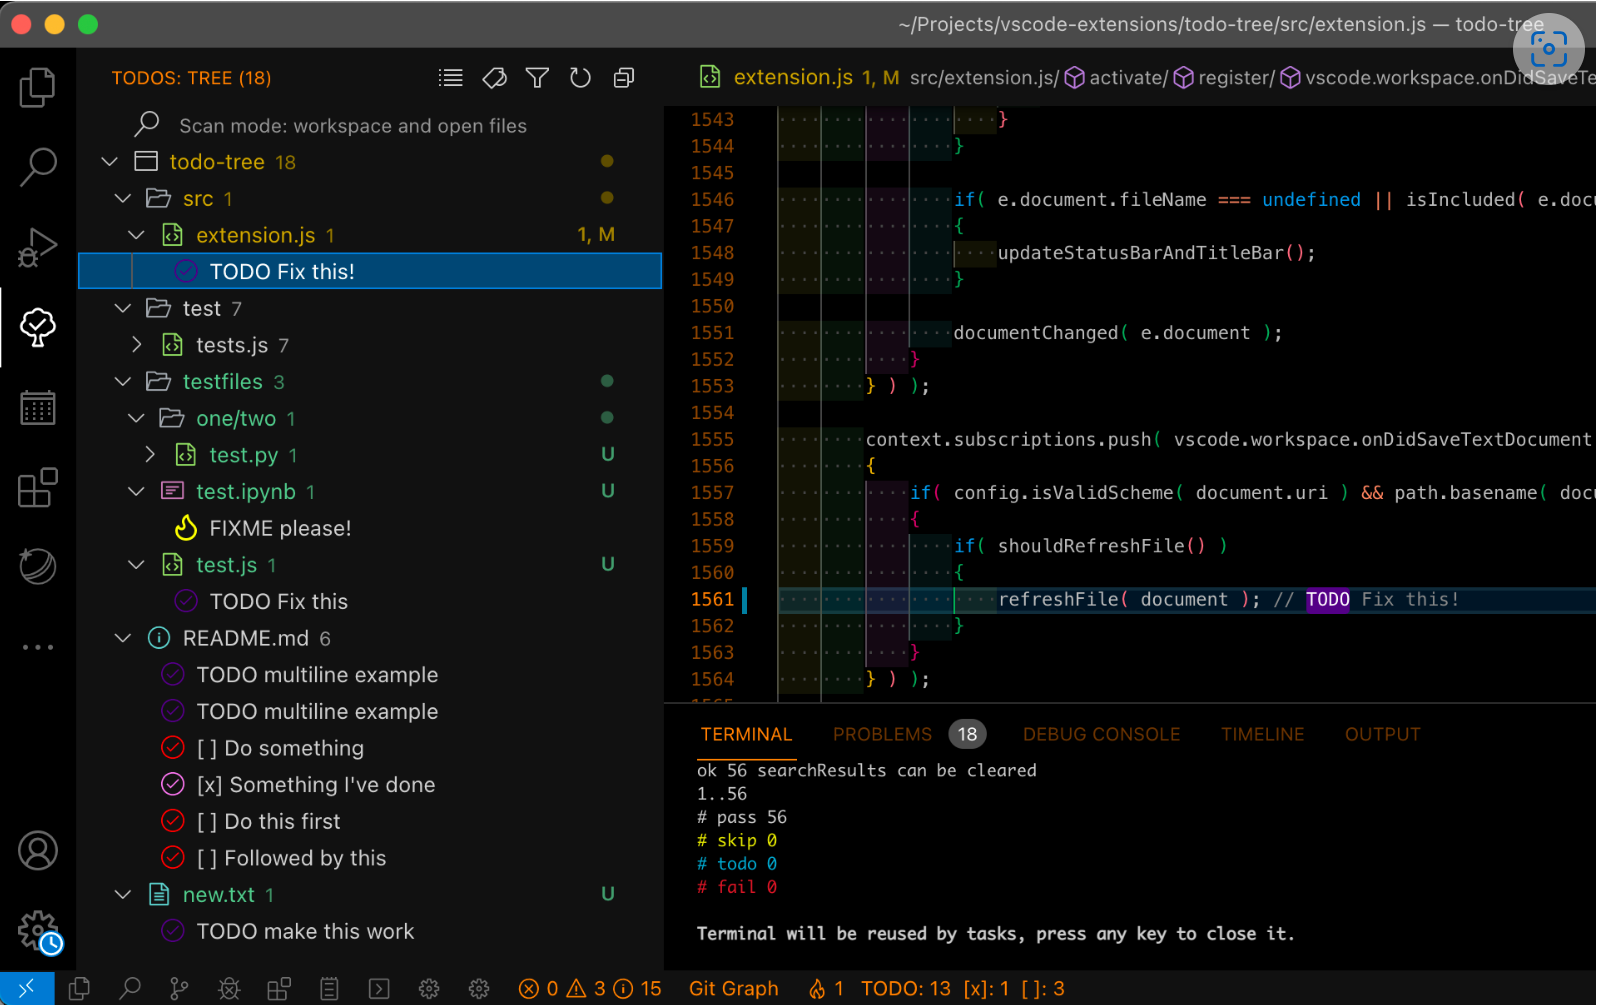 ~/Projects/vscode-extensions/todo-tree/src/extension.js — todo-tree
TODOS: TREE (18)
Scan mode: workspace and open files
todo-tree 18
src 1
extension.js 1 1, M
TODO Fix this!
test 7
tests.js 7
testfiles 3
one/two 1
test.py 1 U
test.ipynb 1 U
FIXME please!
test.js 1 U
TODO Fix this
README.md 6
TODO multiline example
TODO multiline example
[ ] Do something
[x] Something I've done
[ ] Do this first
[ ] Followed by this
new.txt 1 U
TODO make this work
extension.js 1, M src/extension.js/ activate/ register/ vscode.workspace.onDidSaveTe
1543 }
1544 }
1545
1546 if( e.document.fileName === undefined || isIncluded( e.doc
1547 {
1548 updateStatusBarAndTitleBar();
1549 }
1550
1551 documentChanged( e.document );
1552 }
1553 } ) );
1554
1555 context.subscriptions.push( vscode.workspace.onDidSaveTextDocument
1556 {
1557 if( config.isValidScheme( document.uri ) && path.basename( doc
1558 {
1559 if( shouldRefreshFile() )
1560 {
1561 refreshFile( document ); // TODO Fix this!
1562 }
1563 }
1564 } ) );
TERMINAL PROBLEMS 18 DEBUG CONSOLE TIMELINE OUTPUT
ok 56 searchResults can be cleared
1..56
# pass 56
# skip 0
# todo 0
# fail 0
Terminal will be reused by tasks, press any key to close it.
0 3 15 Git Graph 1 TODO: 13 [x]: 1 [ ]: 3